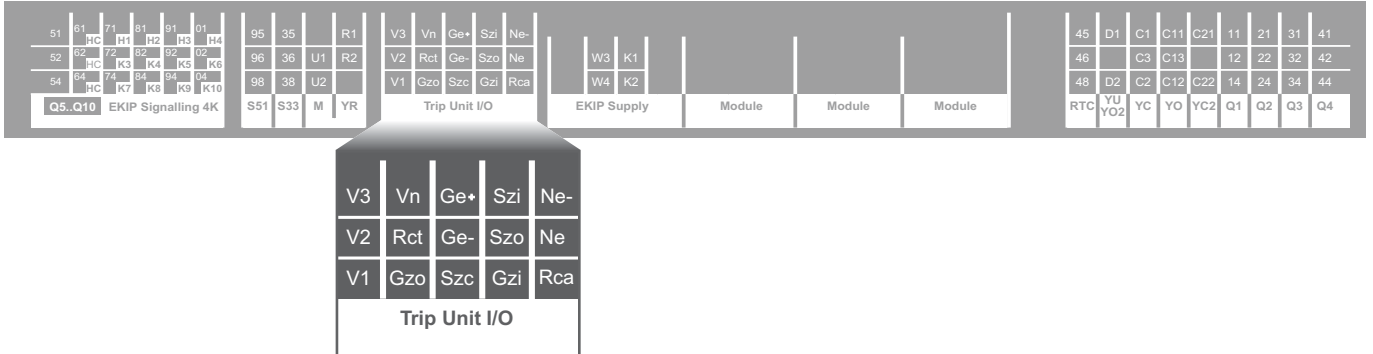 51 61 HC 71 H1 81 H2 91 H3 01 H4 95 35 R1 V3 Vn Ge+ Szi Ne- 45 D1 C1 C11 C21 11 21 31 41
52 62 HC 72 K3 82 K4 92 K5 02 K6 96 36 U1 R2 V2 Rct Ge- Szo Ne W3 K1 46 C3 C13 12 22 32 42
54 64 HC 74 K7 84 K8 94 K9 04 K10 98 38 U2 V1 Gzo Szc Gzi Rca W4 K2 48 D2 C2 C12 C22 14 24 34 44
Q5..Q10 EKIP Signalling 4K S51 S33 M YR Trip Unit I/O EKIP Supply Module Module Module RTC YU YO2 YC YO YC2 Q1 Q2 Q3 Q4
V3 Vn Ge+ Szi Ne-
V2 Rct Ge- Szo Ne
V1 Gzo Szc Gzi Rca
Trip Unit I/O